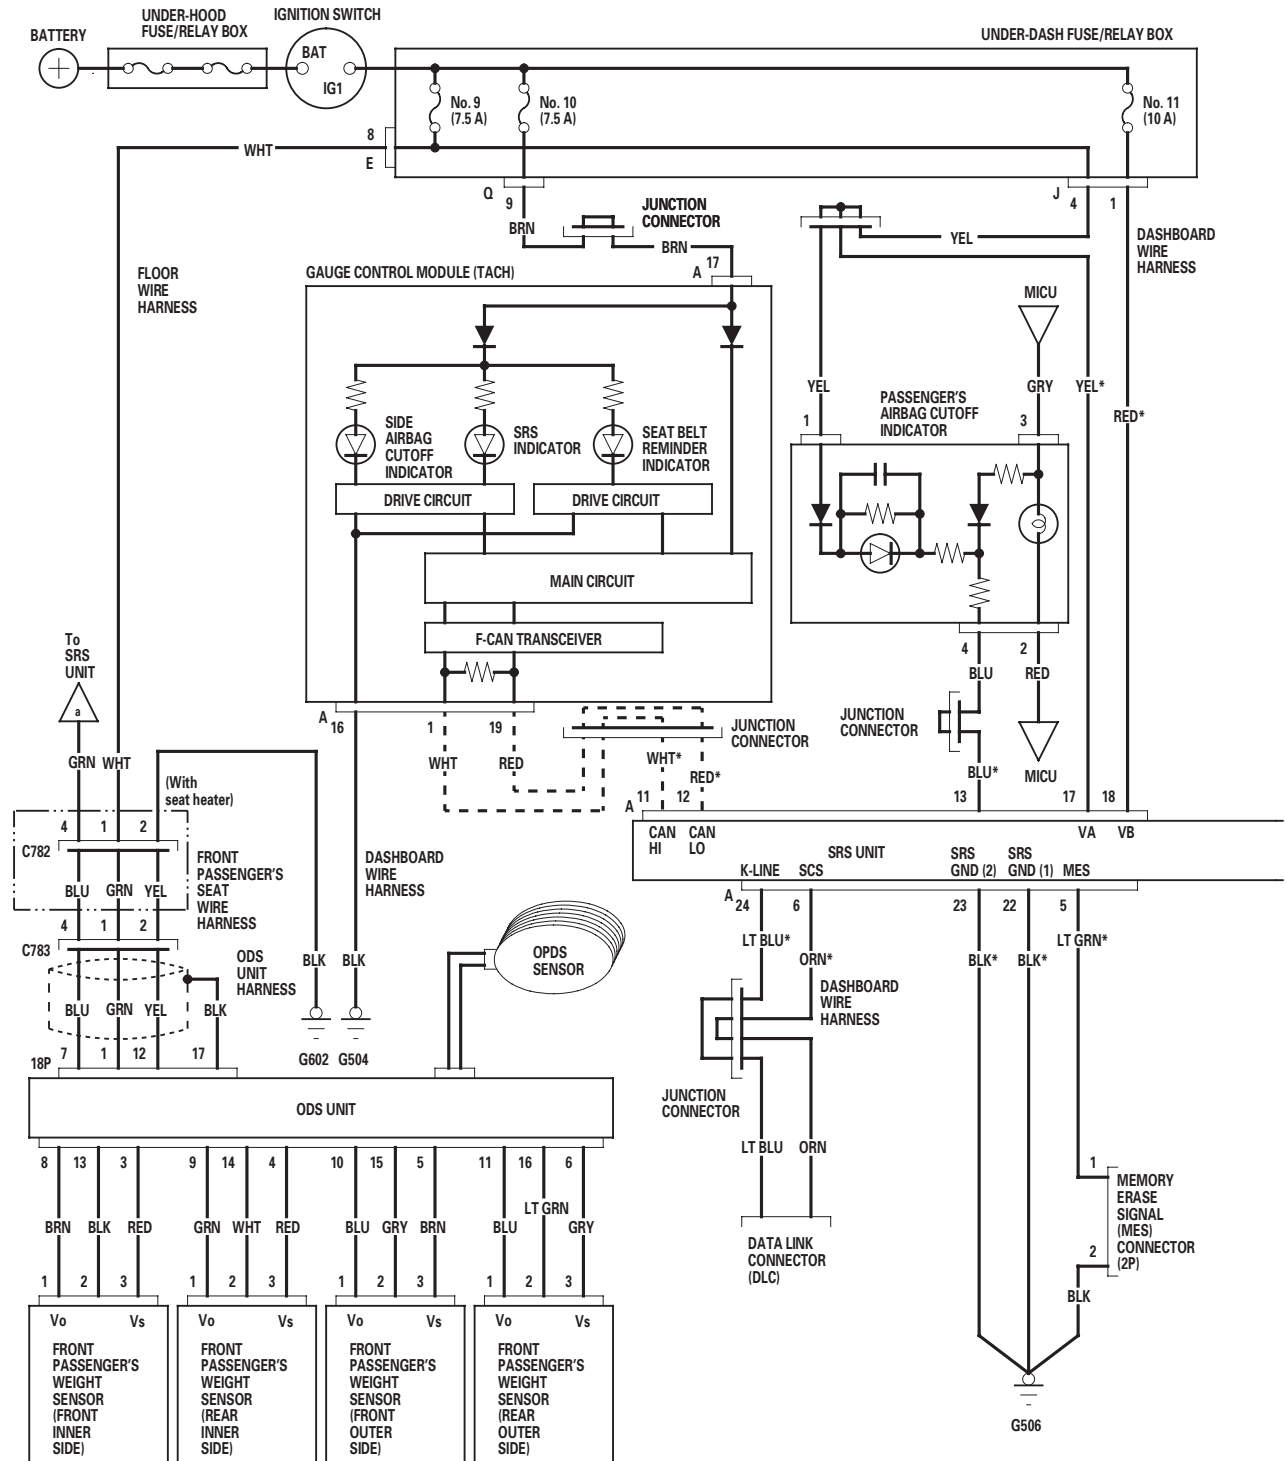 UNDER-HOOD
FUSE/RELAY BOX
IGNITION SWITCH
BATTERY
BAT
IG1
UNDER-DASH FUSE/RELAY BOX
No. 9
(7.5 A)
No. 10
(7.5 A)
No. 11
(10 A)
8
E
WHT
Q
9
J
4
1
BRN
JUNCTION
CONNECTOR
BRN
YEL
DASHBOARD
WIRE
HARNESS
FLOOR
WIRE
HARNESS
GAUGE CONTROL MODULE (TACH)
A
17
MICU
YEL
GRY
YEL*
RED*
PASSENGER'S
AIRBAG CUTOFF
INDICATOR
1
3
SIDE
AIRBAG
CUTOFF
INDICATOR
SRS
INDICATOR
SEAT BELT
REMINDER
INDICATOR
DRIVE CIRCUIT
DRIVE CIRCUIT
MAIN CIRCUIT
F-CAN TRANSCEIVER
4
2
BLU
RED
To
SRS
UNIT
a
A
16
1
19
JUNCTION
CONNECTOR
JUNCTION
CONNECTOR
WHT
RED
WHT*
RED*
BLU*
MICU
GRN
WHT
(With
seat heater)
A
11
12
13
17
18
CAN
HI
CAN
LO
VA
VB
SRS UNIT
K-LINE
SCS
SRS
GND (2)
SRS
GND (1)
MES
4
1
2
C782
BLU
GRN
YEL
FRONT
PASSENGER'S
SEAT
WIRE
HARNESS
DASHBOARD
WIRE
HARNESS
A
24
6
23
22
5
LT BLU*
ORN*
BLK*
BLK*
LT GRN*
4
1
2
C783
ODS
UNIT
HARNESS
BLK
BLK
OPDS
SENSOR
DASHBOARD
WIRE
HARNESS
BLU
GRN
YEL
BLK
G602
G504
18P
7
1
12
17
ODS UNIT
JUNCTION
CONNECTOR
LT BLU
ORN
8
13
3
9
14
4
10
15
5
11
16
6
BRN
BLK
RED
GRN
WHT
RED
BLU
GRY
BRN
BLU
LT GRN
GRY
1
2
MEMORY
ERASE
SIGNAL
(MES)
CONNECTOR
(2P)
BLK
DATA LINK
CONNECTOR
(DLC)
1
2
3
1
2
3
1
2
3
1
2
3
Vo
Vs
Vo
Vs
Vo
Vs
Vo
Vs
FRONT
PASSENGER'S
WEIGHT
SENSOR
(FRONT
INNER
SIDE)
FRONT
PASSENGER'S
WEIGHT
SENSOR
(REAR
INNER
SIDE)
FRONT
PASSENGER'S
WEIGHT
SENSOR
(FRONT
OUTER
SIDE)
FRONT
PASSENGER'S
WEIGHT
SENSOR
(REAR
OUTER
SIDE)
G506